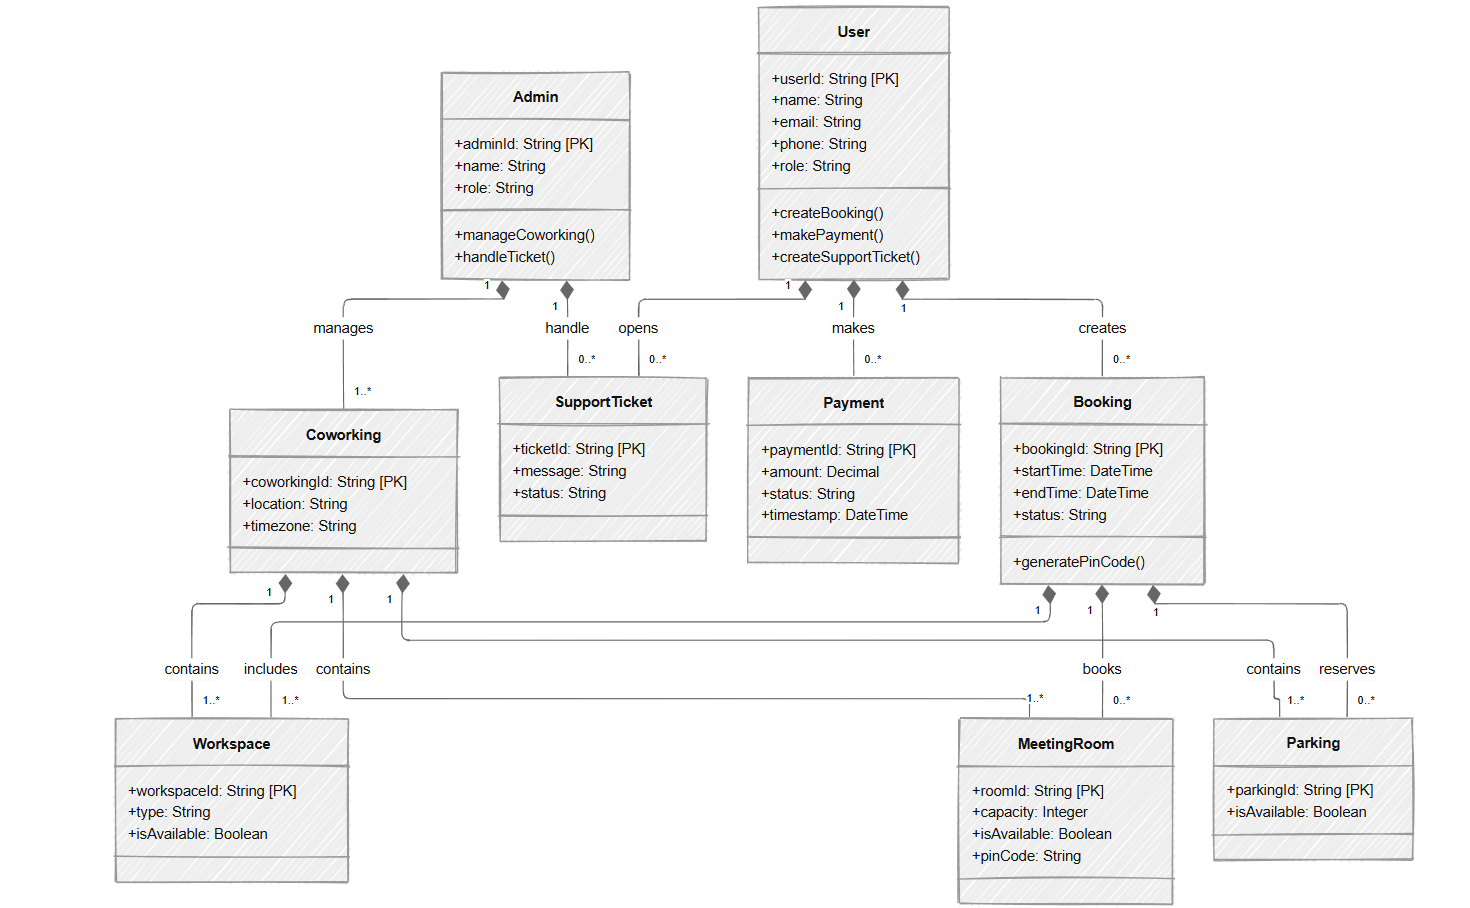 User
+userId: String [PK]
+name: String
+email: String
+phone: String
+role: String
+createBooking()
+makePayment()
+createSupportTicket()
Admin
+adminId: String [PK]
+name: String
+role: String
+manageCoworking()
+handleTicket()
1
1
1
1
1
manages
handle
opens
makes
creates
1..*
0..*
0..*
0..*
0..*
Coworking
+coworkingId: String [PK]
+location: String
+timezone: String
SupportTicket
+ticketId: String [PK]
+message: String
+status: String
Payment
+paymentId: String [PK]
+amount: Decimal
+status: String
+timestamp: DateTime
Booking
+bookingId: String [PK]
+startTime: DateTime
+endTime: DateTime
+status: String
+generatePinCode()
1
1
1
1
1
1
contains
includes
contains
books
contains
reserves
1..*
1..*
1..*
0..*
1..*
0..*
Workspace
+workspaceId: String [PK]
+type: String
+isAvailable: Boolean
MeetingRoom
+roomId: String [PK]
+capacity: Integer
+isAvailable: Boolean
+pinCode: String
Parking
+parkingId: String [PK]
+isAvailable: Boolean